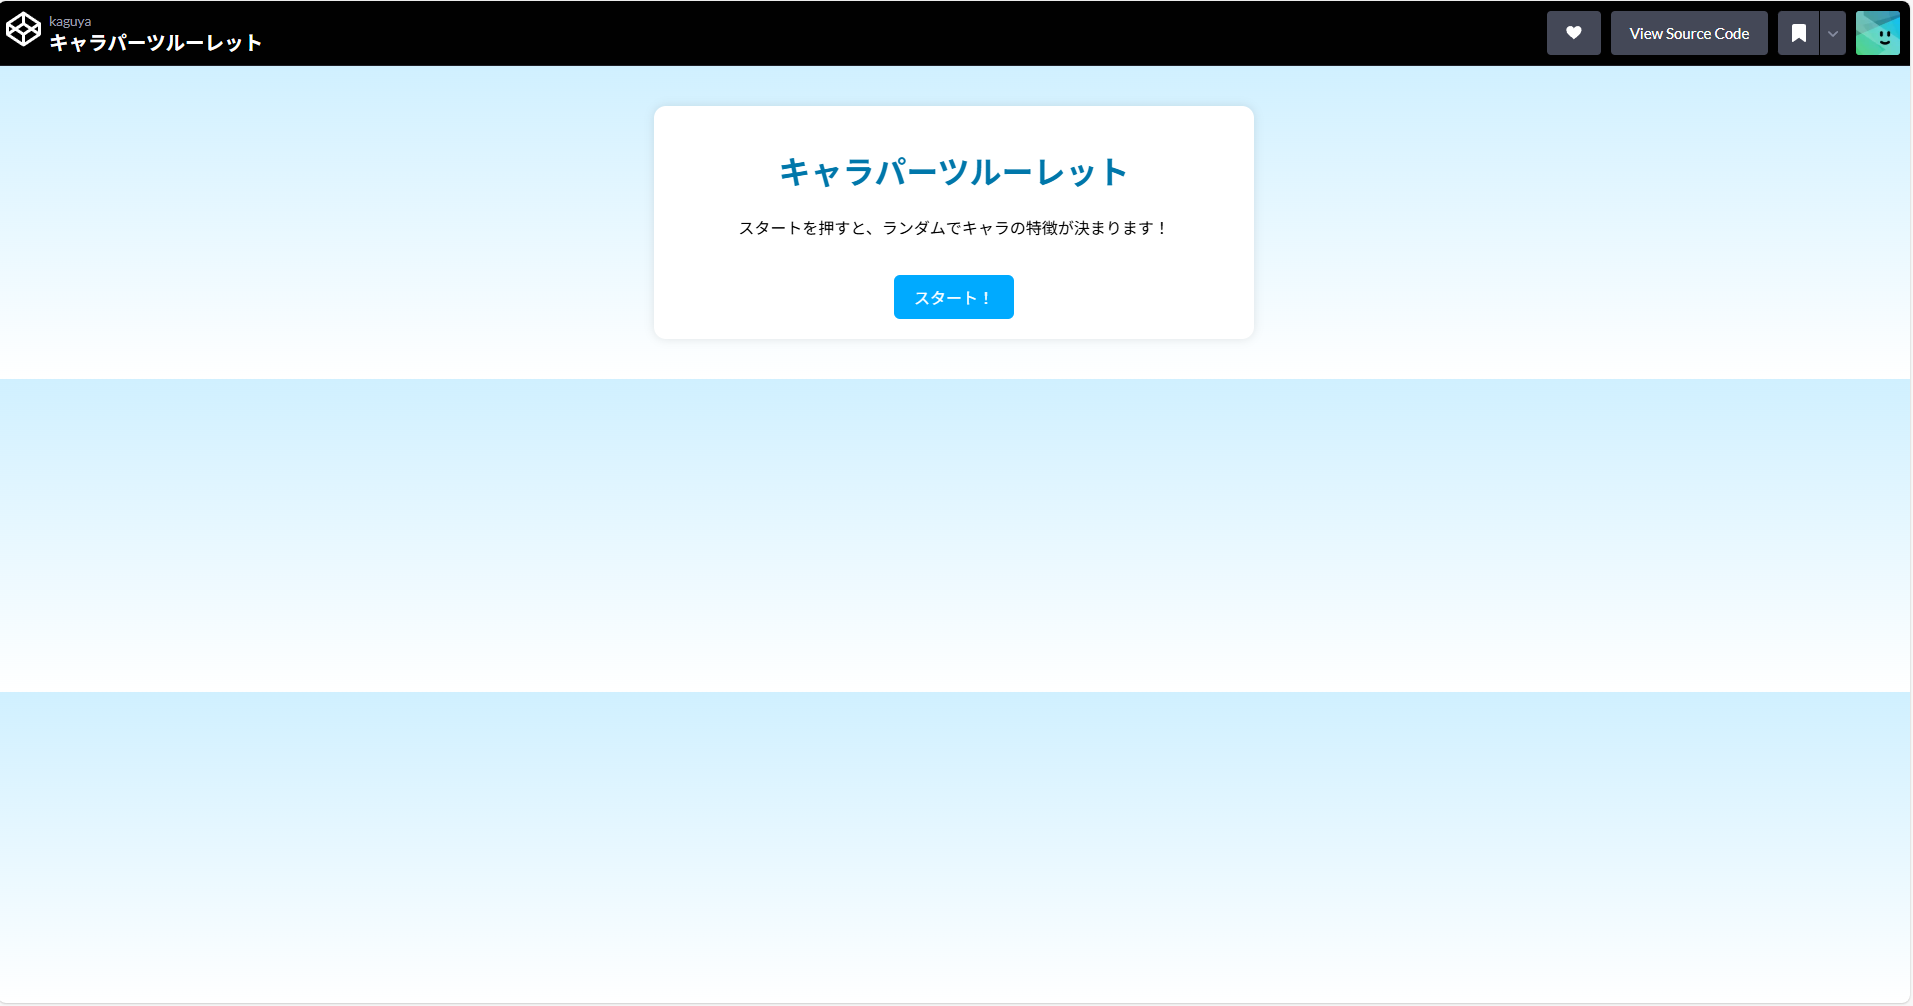 kaguya
キャラパーツルーレット
View Source Code
キャラパーツルーレット
スタートを押すと、ランダムでキャラの特徴が決まります！
スタート！